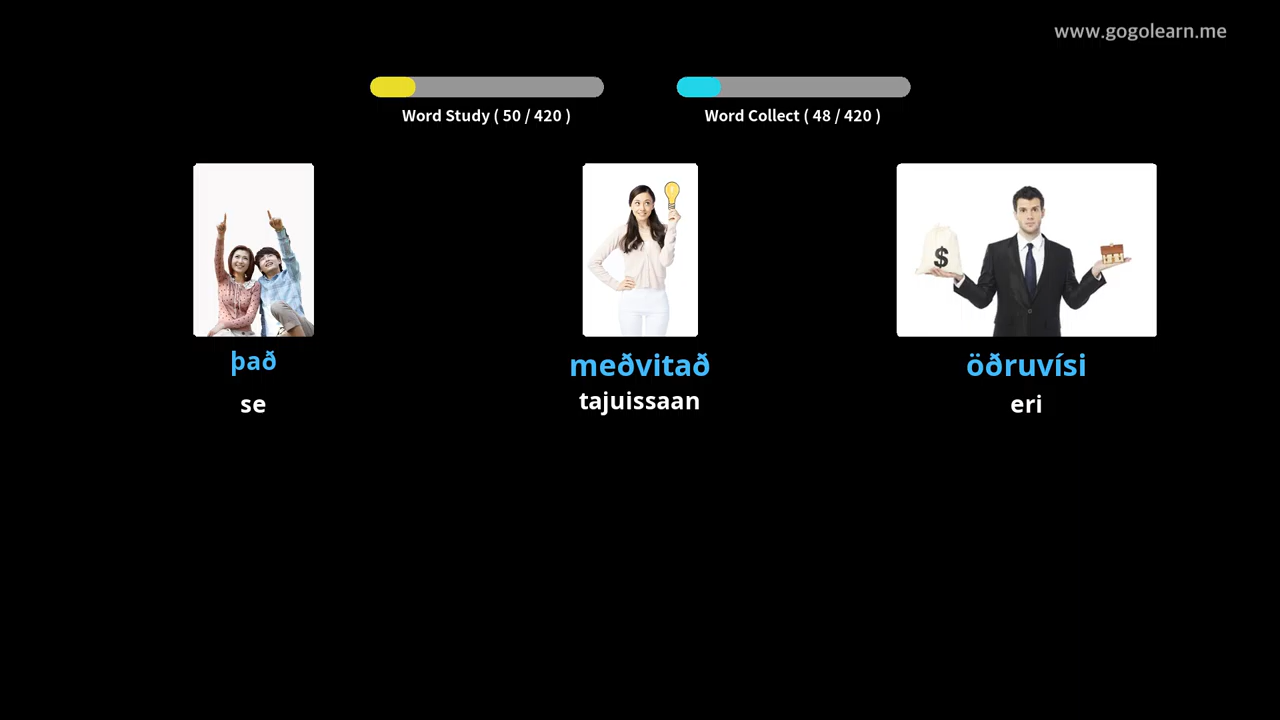 www.gogolearn.me
Word Study ( 50 / 420 )
Word Collect ( 48 / 420 )
það
meðvitað
öðruvísi
se
tajuissaan
eri